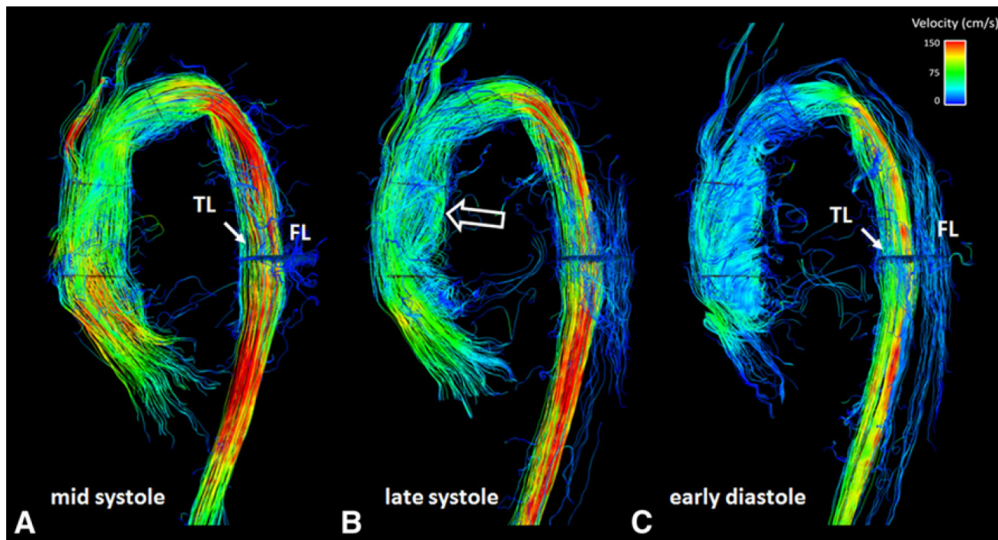 Velocity (cm/s)
150
75
0
TL
FL
TL
FL
mid systole
late systole
early diastole
A
B
C